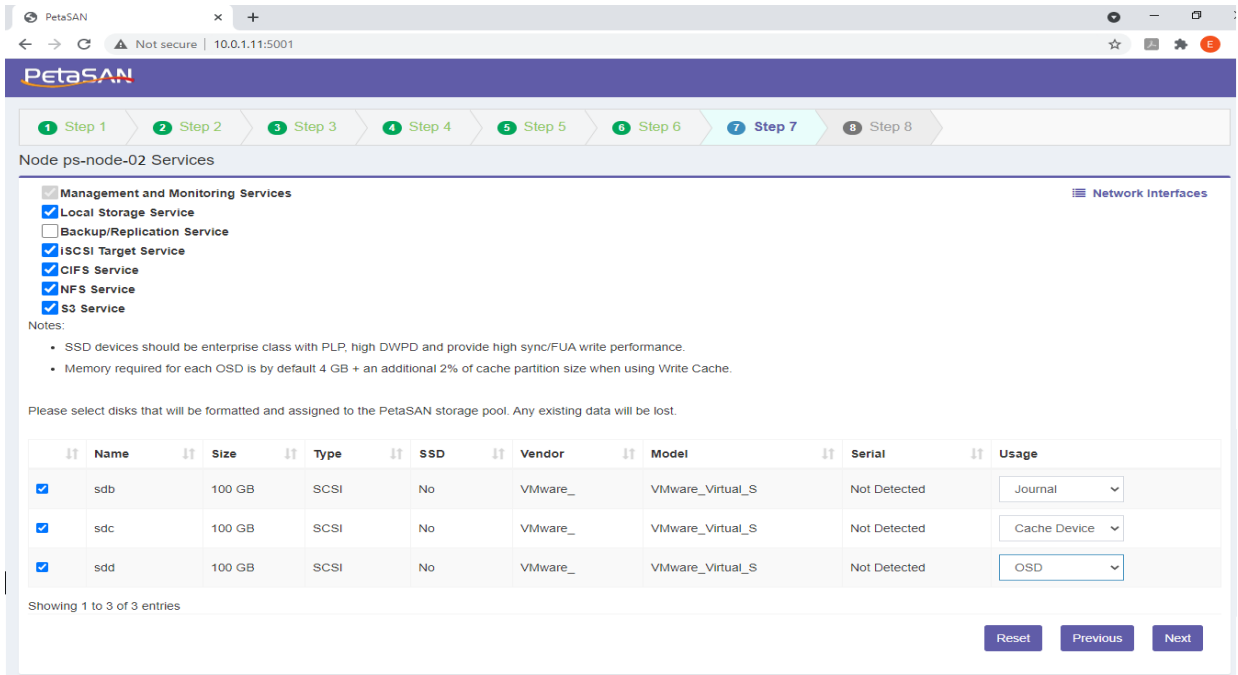 PetaSAN
Not secure | 10.0.1.11:5001
E
PetaSAN
1 Step 1 2 Step 2 3 Step 3 4 Step 4 5 Step 5 6 Step 6 7 Step 7 8 Step 8
Node ps-node-02 Services
Management and Monitoring Services Network Interfaces
Local Storage Service
Backup/Replication Service
iSCSI Target Service
CIFS Service
NFS Service
S3 Service
Notes:
• SSD devices should be enterprise class with PLP, high DWPD and provide high sync/FUA write performance.
• Memory required for each OSD is by default 4 GB + an additional 2% of cache partition size when using Write Cache.
Please select disks that will be formatted and assigned to the PetaSAN storage pool. Any existing data will be lost.
Name Size Type SSD Vendor Model Serial Usage
sdb 100 GB SCSI No VMware_ VMware_Virtual_S Not Detected Journal
sdc 100 GB SCSI No VMware_ VMware_Virtual_S Not Detected Cache Device
sdd 100 GB SCSI No VMware_ VMware_Virtual_S Not Detected OSD
Showing 1 to 3 of 3 entries
Reset Previous Next